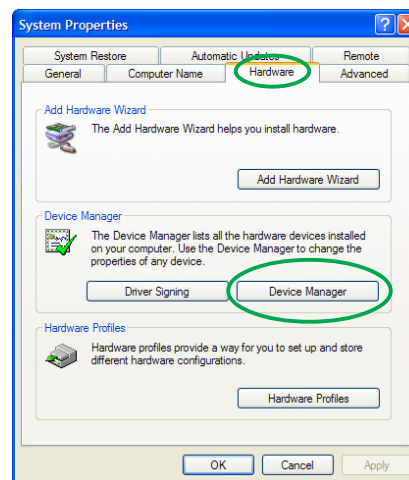 System Properties
System Restore Automatic Updates Remote
General Computer Name Hardware Advanced
Add Hardware Wizard
The Add Hardware Wizard helps you install hardware.
Add Hardware Wizard
Device Manager
The Device Manager lists all the hardware devices installed
on your computer. Use the Device Manager to change the
properties of any device.
Driver Signing Device Manager
Hardware Profiles
Hardware profiles provide a way for you to set up and store
different hardware configurations.
Hardware Profiles
OK Cancel Apply